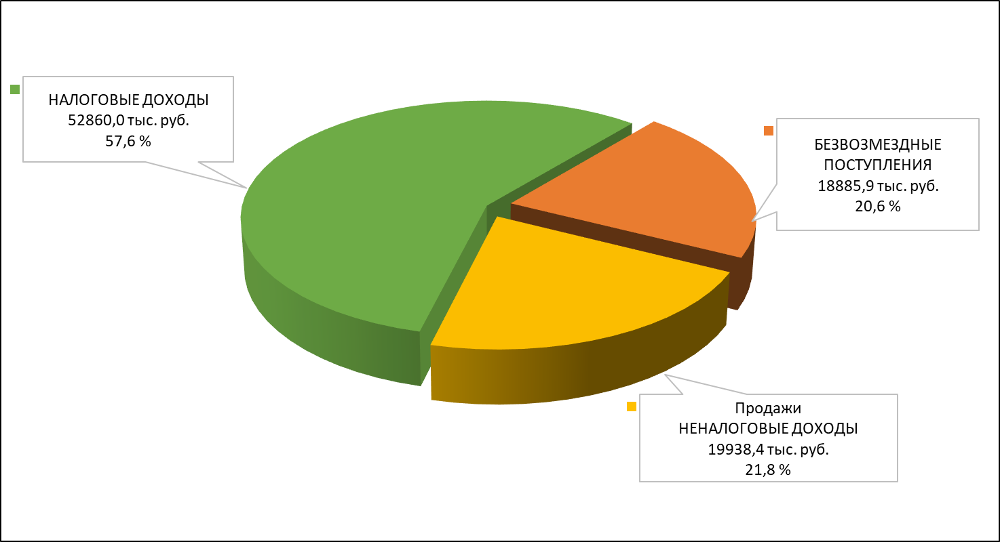 НАЛОГОВЫЕ ДОХОДЫ
52860,0 тыс. руб.
57,6 %
БЕЗВОЗМЕЗДНЫЕ
ПОСТУПЛЕНИЯ
18885,9 тыс. руб.
20,6 %
Продажи
НЕНАЛОГОВЫЕ ДОХОДЫ
19938,4 тыс. руб.
21,8 %